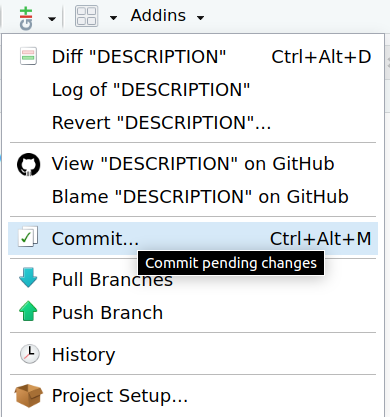 Git
Addins
Diff "DESCRIPTION" Ctrl+Alt+D
Log of "DESCRIPTION"
Revert "DESCRIPTION"...
View "DESCRIPTION" on GitHub
Blame "DESCRIPTION" on GitHub
Commit... Ctrl+Alt+M
Commit pending changes
Pull Branches
Push Branch
History
Project Setup...